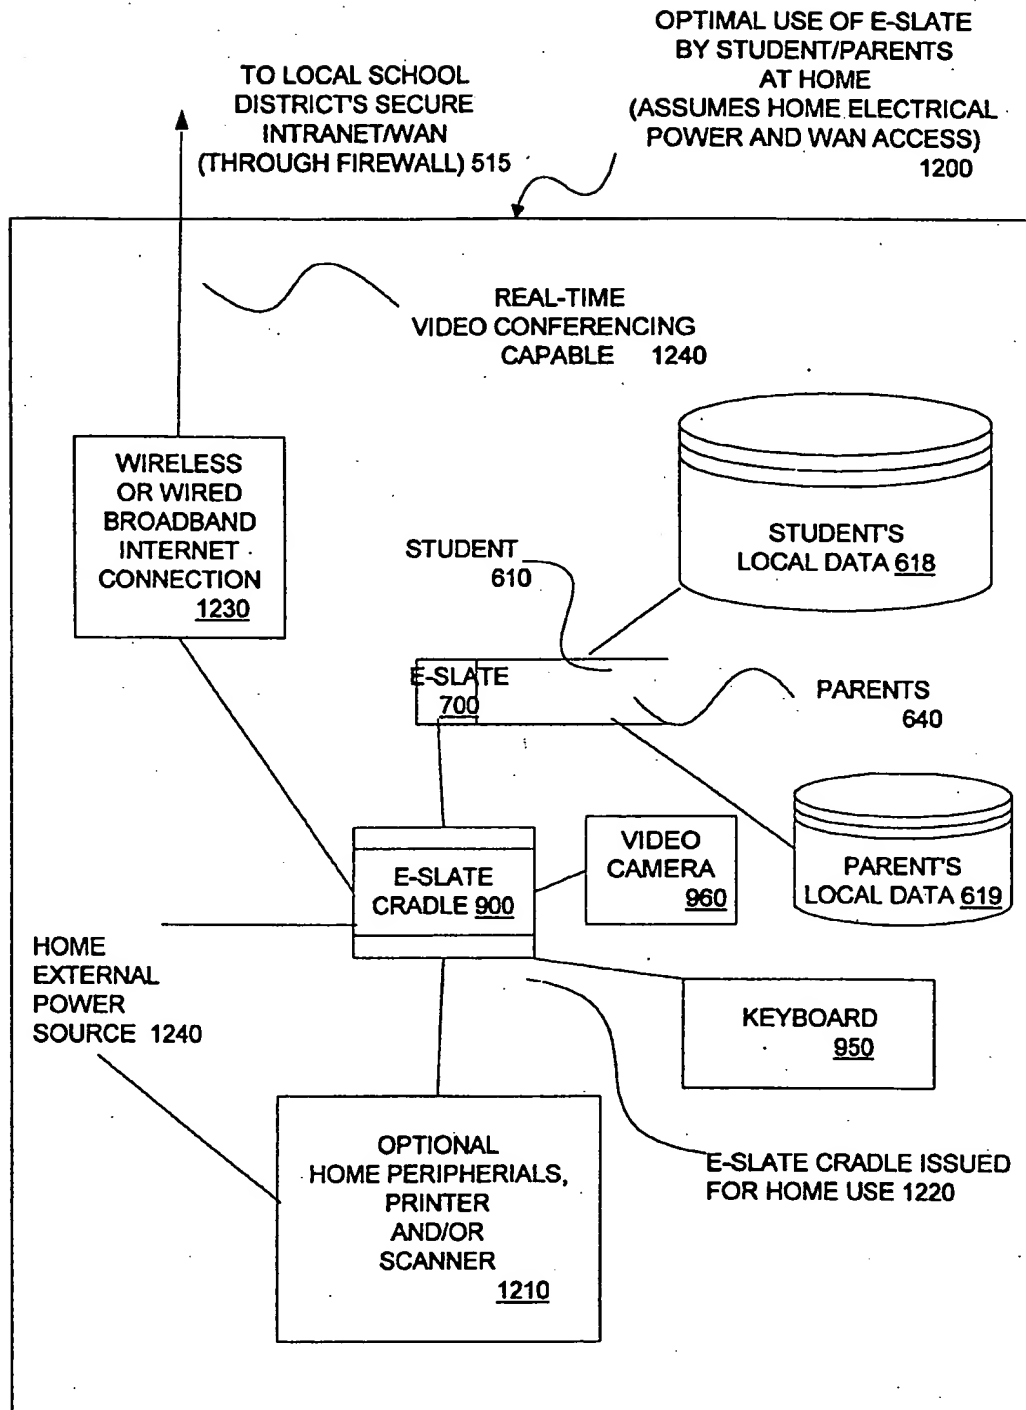 OPTIMAL USE OF E-SLATE
BY STUDENT/PARENTS
AT HOME
(ASSUMES HOME ELECTRICAL
POWER AND WAN ACCESS)
1200
TO LOCAL SCHOOL
DISTRICT'S SECURE
INTRANET/WAN
(THROUGH FIREWALL) 515
REAL-TIME
VIDEO CONFERENCING
CAPABLE 1240
WIRELESS
OR WIRED
BROADBAND
INTERNET
CONNECTION
1230
STUDENT
610
STUDENT'S
LOCAL DATA 618
E-SLATE
700
PARENTS
640
VIDEO
CAMERA
960
PARENT'S
LOCAL DATA 619
E-SLATE
CRADLE 900
HOME
EXTERNAL
POWER
SOURCE 1240
KEYBOARD
950
OPTIONAL
HOME PERIPHERIALS,
PRINTER
AND/OR
SCANNER
1210
E-SLATE CRADLE ISSUED
FOR HOME USE 1220